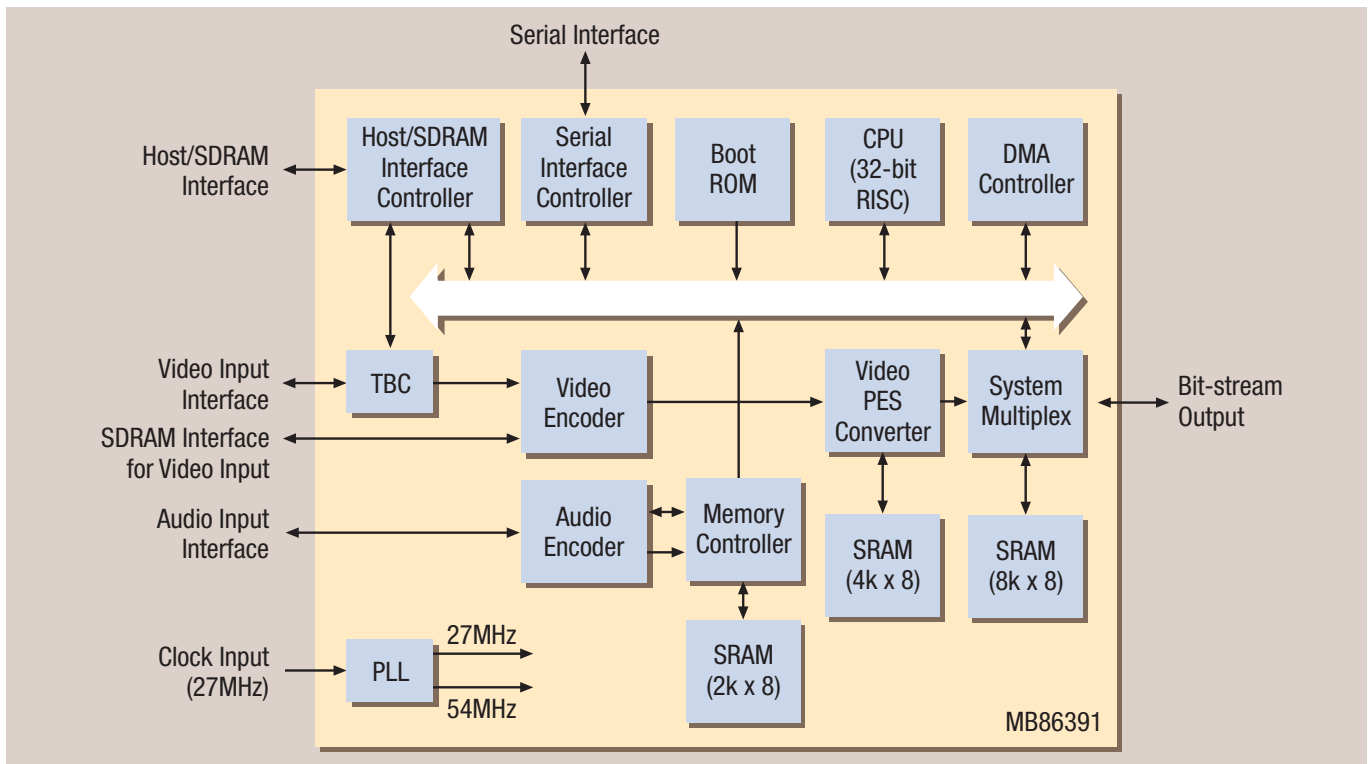 Serial Interface
Host/SDRAM
Interface
Host/SDRAM
Interface
Controller
Serial
Interface
Controller
Boot
ROM
CPU
(32-bit
RISC)
DMA
Controller
Video Input
Interface
TBC
Video
Encoder
Video
PES
Converter
System
Multiplex
Bit-stream
Output
SDRAM Interface
for Video Input
Audio Input
Interface
Audio
Encoder
Memory
Controller
SRAM
(4k x 8)
SRAM
(8k x 8)
Clock Input
(27MHz)
PLL
27MHz
54MHz
SRAM
(2k x 8)
MB86391